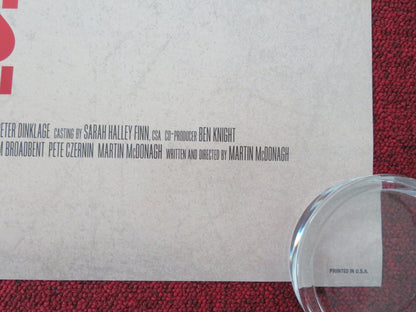 ETER DINKLAGE CASTING BY SARAH HALLEY FINN, CSA CO-PRODUCER BEN KNIGHT
M BROADBENT PETE CZERNIN MARTIN McDONAGH WRITTEN AND DIRECTED BY MARTIN McDONAGH
PRINTED IN U.S.A.